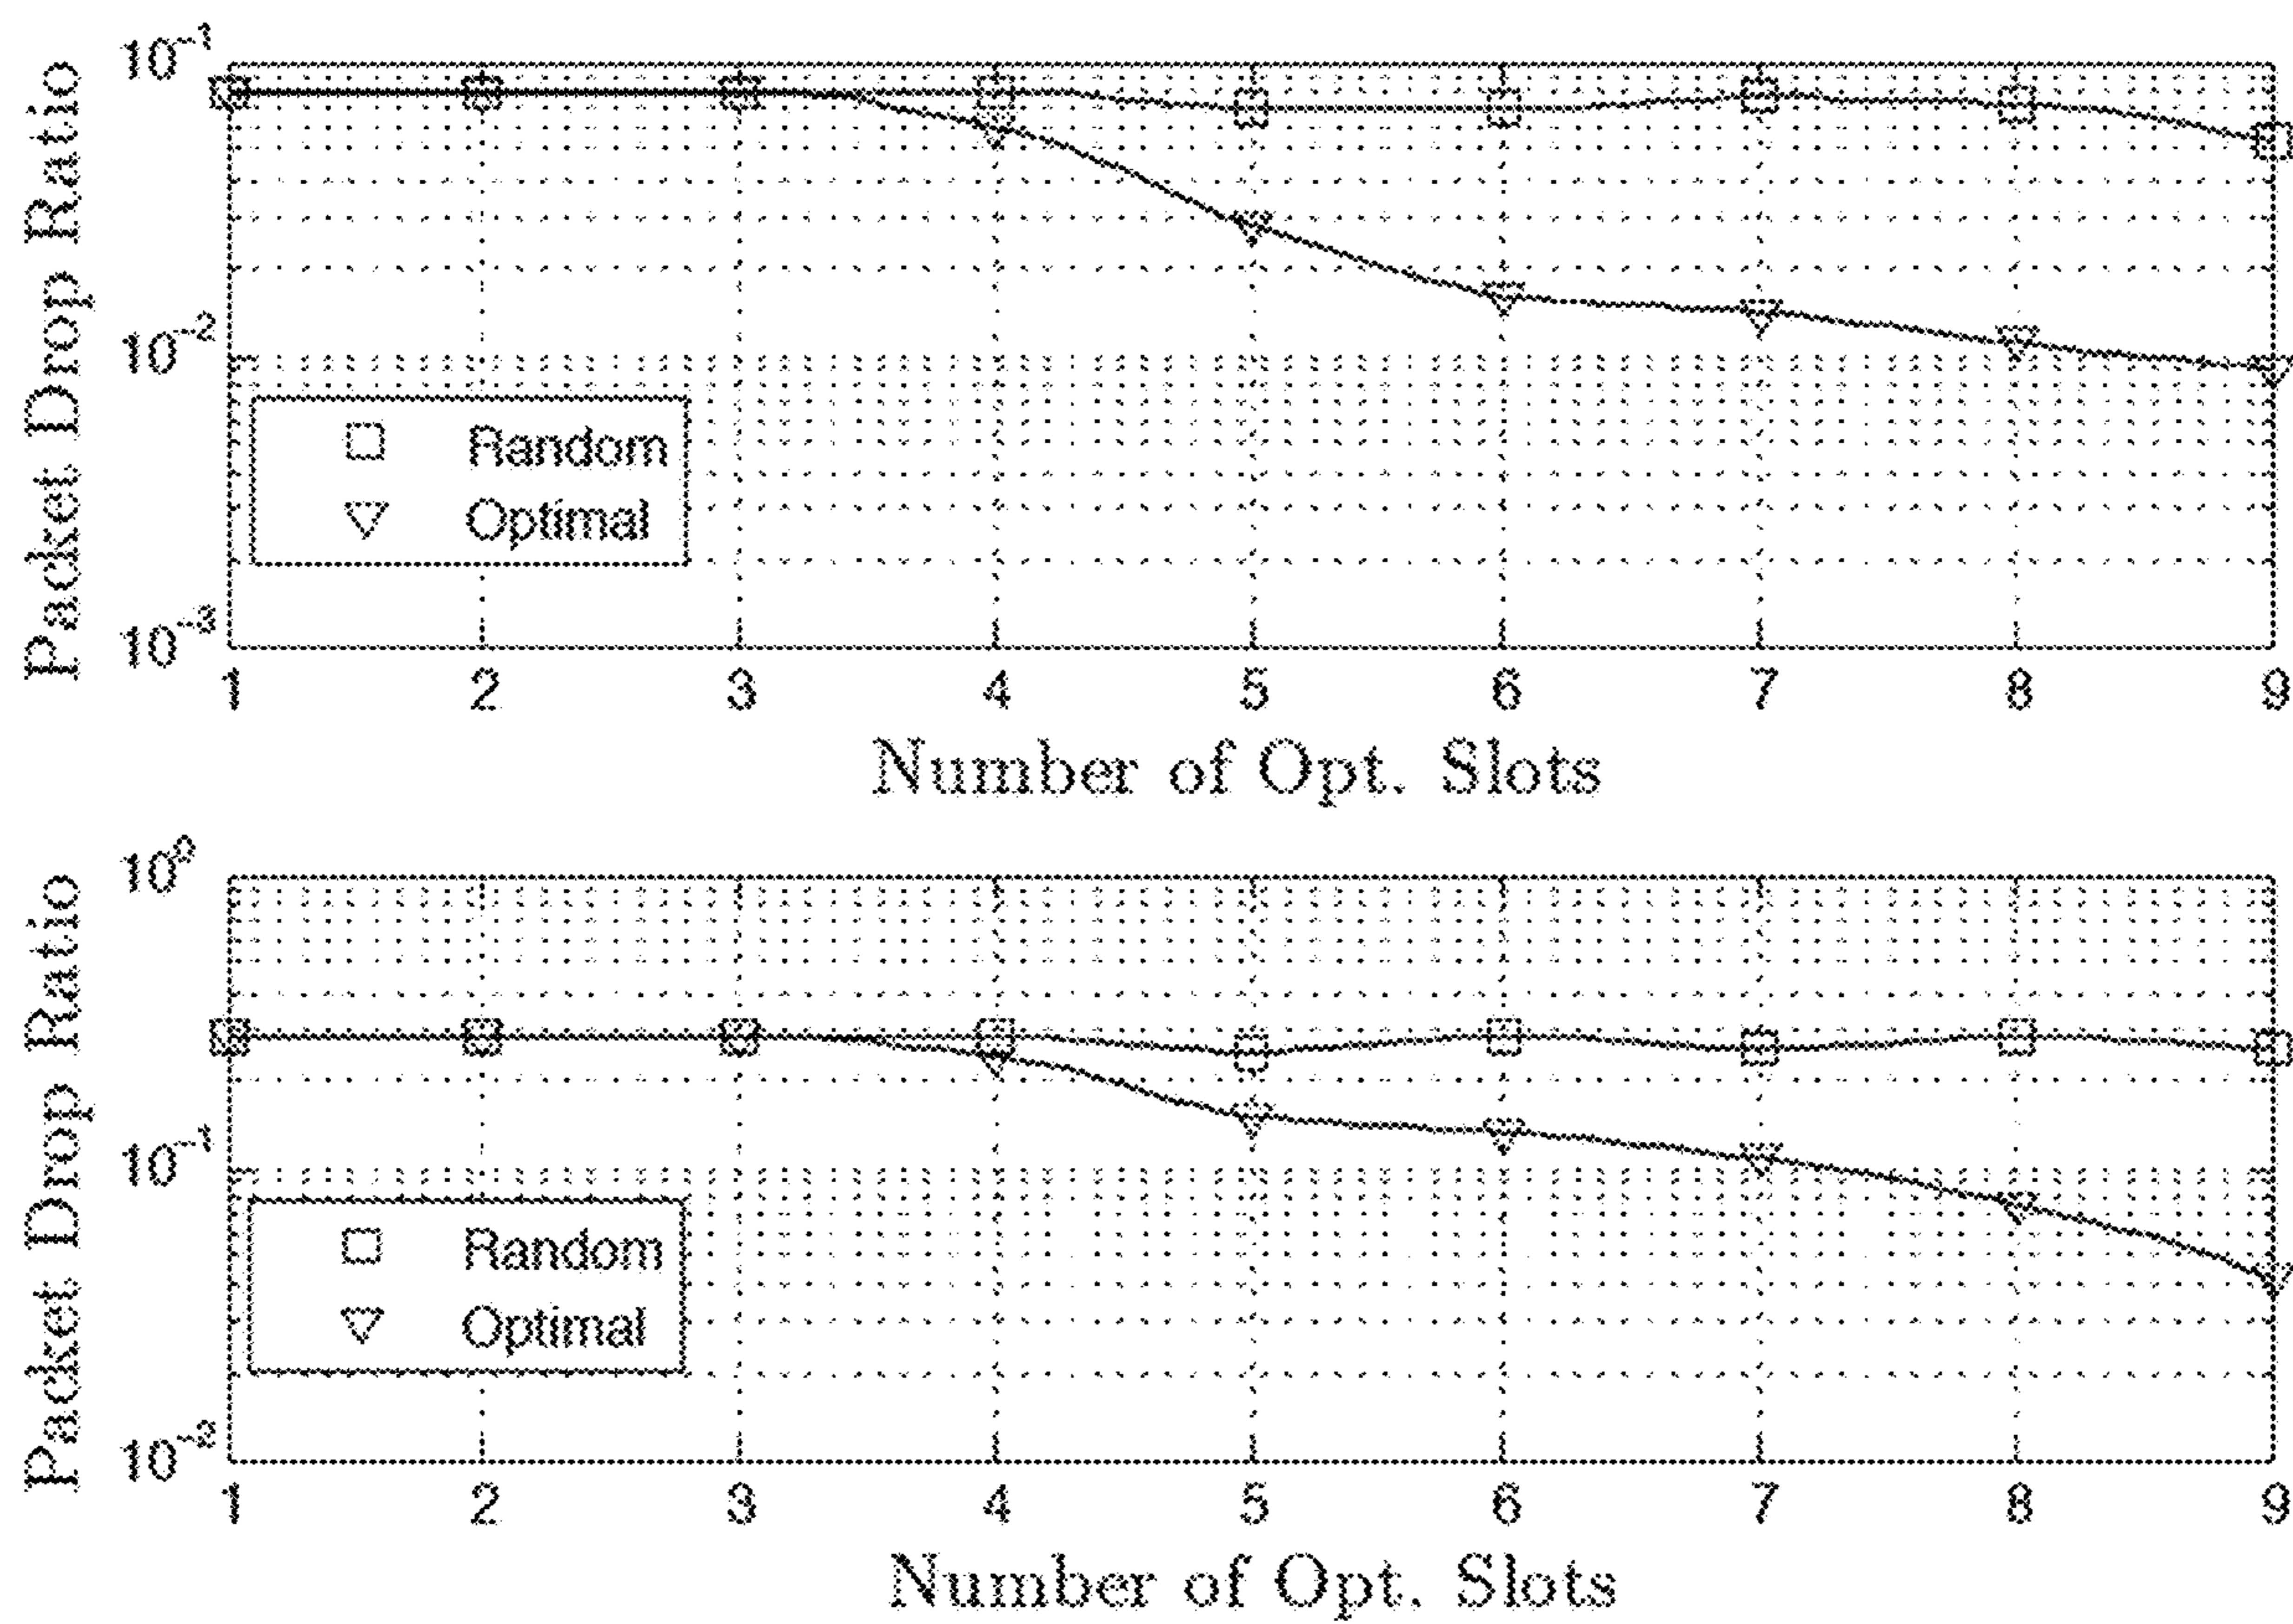 Packet Drop Ratio
10⁻¹
10⁻²
10⁻³
Random
Optimal
1 2 3 4 5 6 7 8 9
Number of Opt. Slots
Packet Drop Ratio
10⁰
10⁻¹
10⁻²
Random
Optimal
1 2 3 4 5 6 7 8 9
Number of Opt. Slots